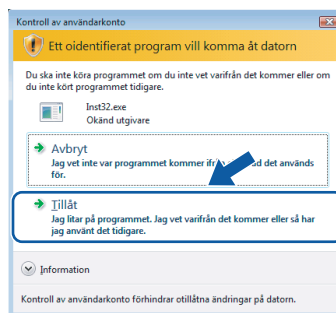 Kontroll av användarkonto
Ett oidentifierat program vill komma åt datorn
Du ska inte köra programmet om du inte vet varifrån det kommer eller om
du inte kört programmet tidigare.
Inst32.exe
Okänd utgivare
Avbryt
Jag vet inte var programmet kommer ifr d det används
för.
Tillåt
Jag litar på programmet. Jag vet varifrån det kommer eller så har
jag använt det tidigare.
Information
Kontroll av användarkonto förhindrar otillåtna ändringar på datorn.